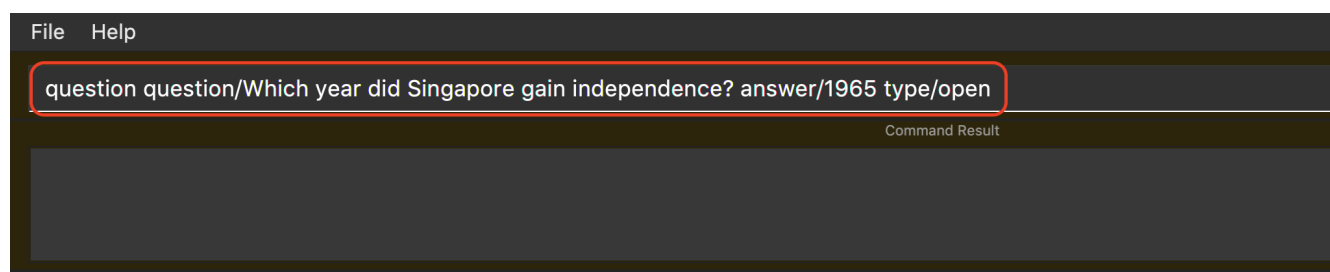 File Help
question question/Which year did Singapore gain independence? answer/1965 type/open
Command Result